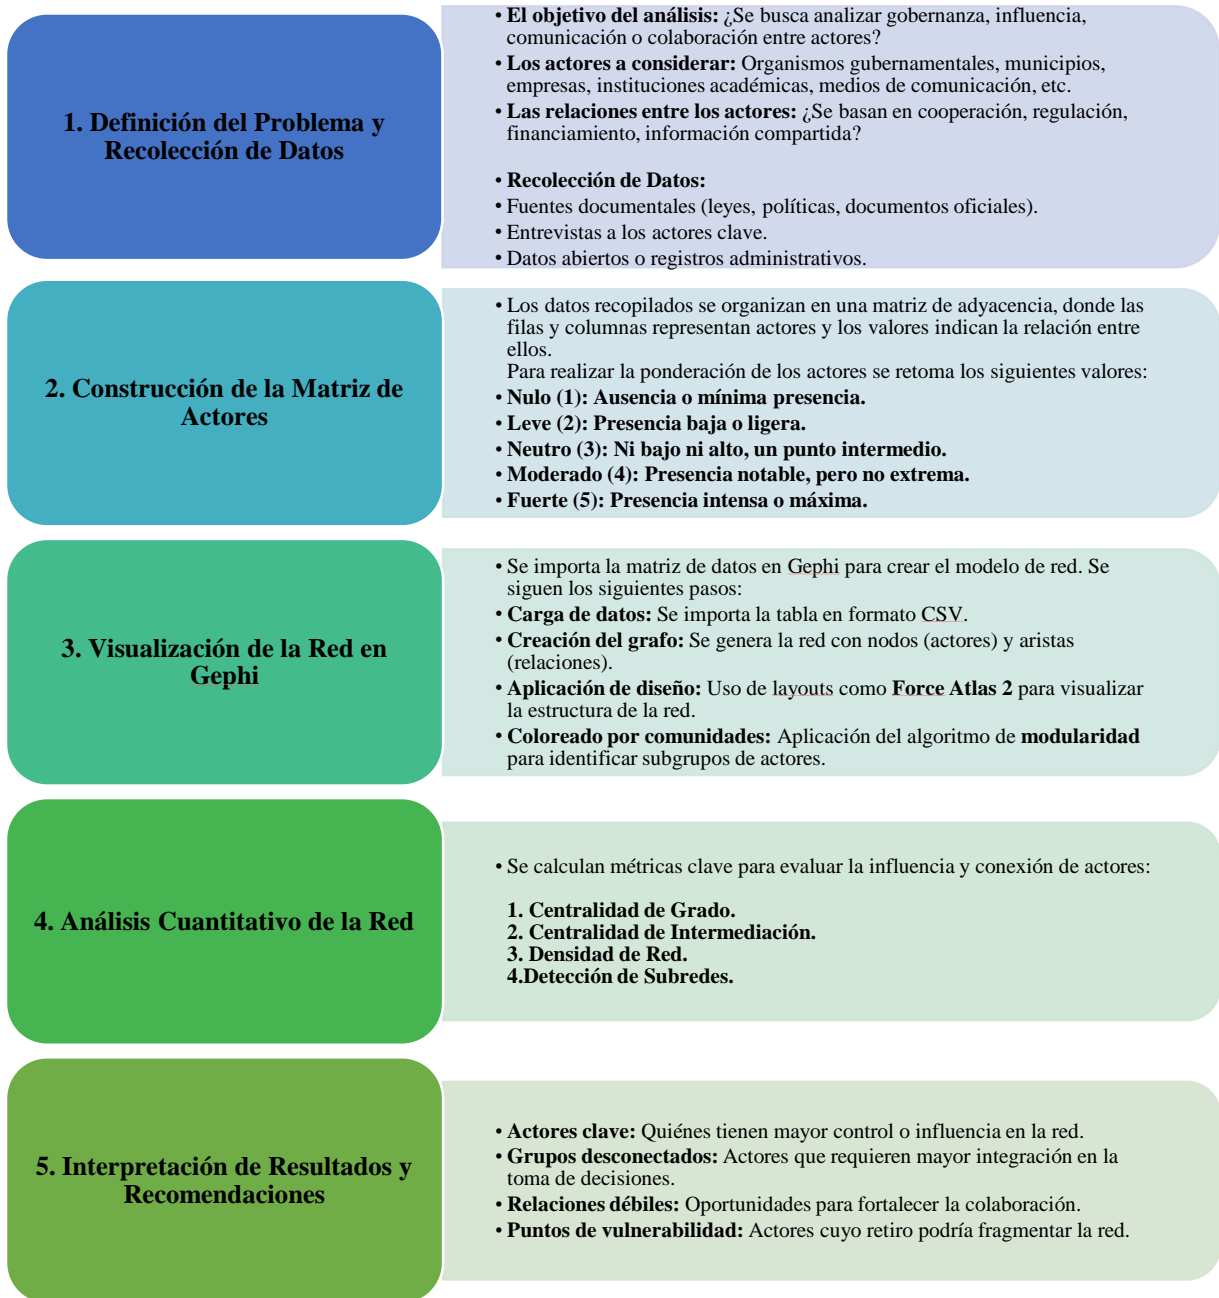 1. Definición del Problema y
Recolección de Datos
• El objetivo del análisis: ¿Se busca analizar gobernanza, influencia,
comunicación o colaboración entre actores?
• Los actores a considerar: Organismos gubernamentales, municipios,
empresas, instituciones académicas, medios de comunicación, etc.
• Las relaciones entre los actores: ¿Se basan en cooperación, regulación,
financiamiento, información compartida?
• Recolección de Datos:
• Fuentes documentales (leyes, políticas, documentos oficiales).
• Entrevistas a los actores clave.
• Datos abiertos o registros administrativos.
2. Construcción de la Matriz de
Actores
• Los datos recopilados se organizan en una matriz de adyacencia, donde las
filas y columnas representan actores y los valores indican la relación entre
ellos.
Para realizar la ponderación de los actores se retoma los siguientes valores:
• Nulo (1): Ausencia o mínima presencia.
• Leve (2): Presencia baja o ligera.
• Neutro (3): Ni bajo ni alto, un punto intermedio.
• Moderado (4): Presencia notable, pero no extrema.
• Fuerte (5): Presencia intensa o máxima.
3. Visualización de la Red en
Gephi
• Se importa la matriz de datos en Gephi para crear el modelo de red. Se
siguen los siguientes pasos:
• Carga de datos: Se importa la tabla en formato CSV.
• Creación del grafo: Se genera la red con nodos (actores) y aristas
(relaciones).
• Aplicación de diseño: Uso de layouts como Force Atlas 2 para visualizar
la estructura de la red.
• Coloreado por comunidades: Aplicación del algoritmo de modularidad
para identificar subgrupos de actores.
4. Análisis Cuantitativo de la Red
• Se calculan métricas clave para evaluar la influencia y conexión de actores:
1. Centralidad de Grado.
2. Centralidad de Intermediación.
3. Densidad de Red.
4.Detección de Subredes.
5. Interpretación de Resultados y
Recomendaciones
• Actores clave: Quiénes tienen mayor control o influencia en la red.
• Grupos desconectados: Actores que requieren mayor integración en la
toma de decisiones.
• Relaciones débiles: Oportunidades para fortalecer la colaboración.
• Puntos de vulnerabilidad: Actores cuyo retiro podría fragmentar la red.